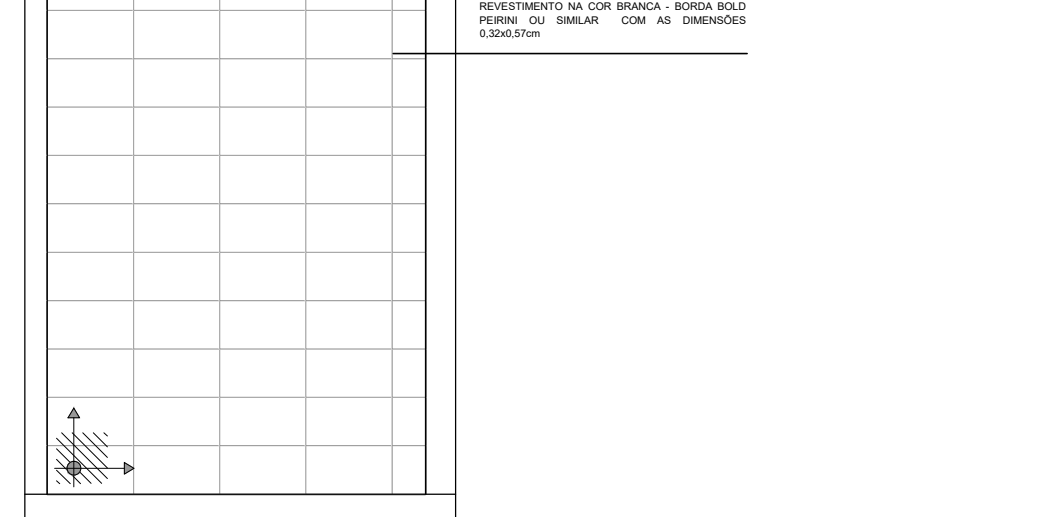 REVESTIMENTO NA COR BRANCA - BORDA BOLD
PEIRINI OU SIMILAR COM AS DIMENSÕES
0,32x0,57cm